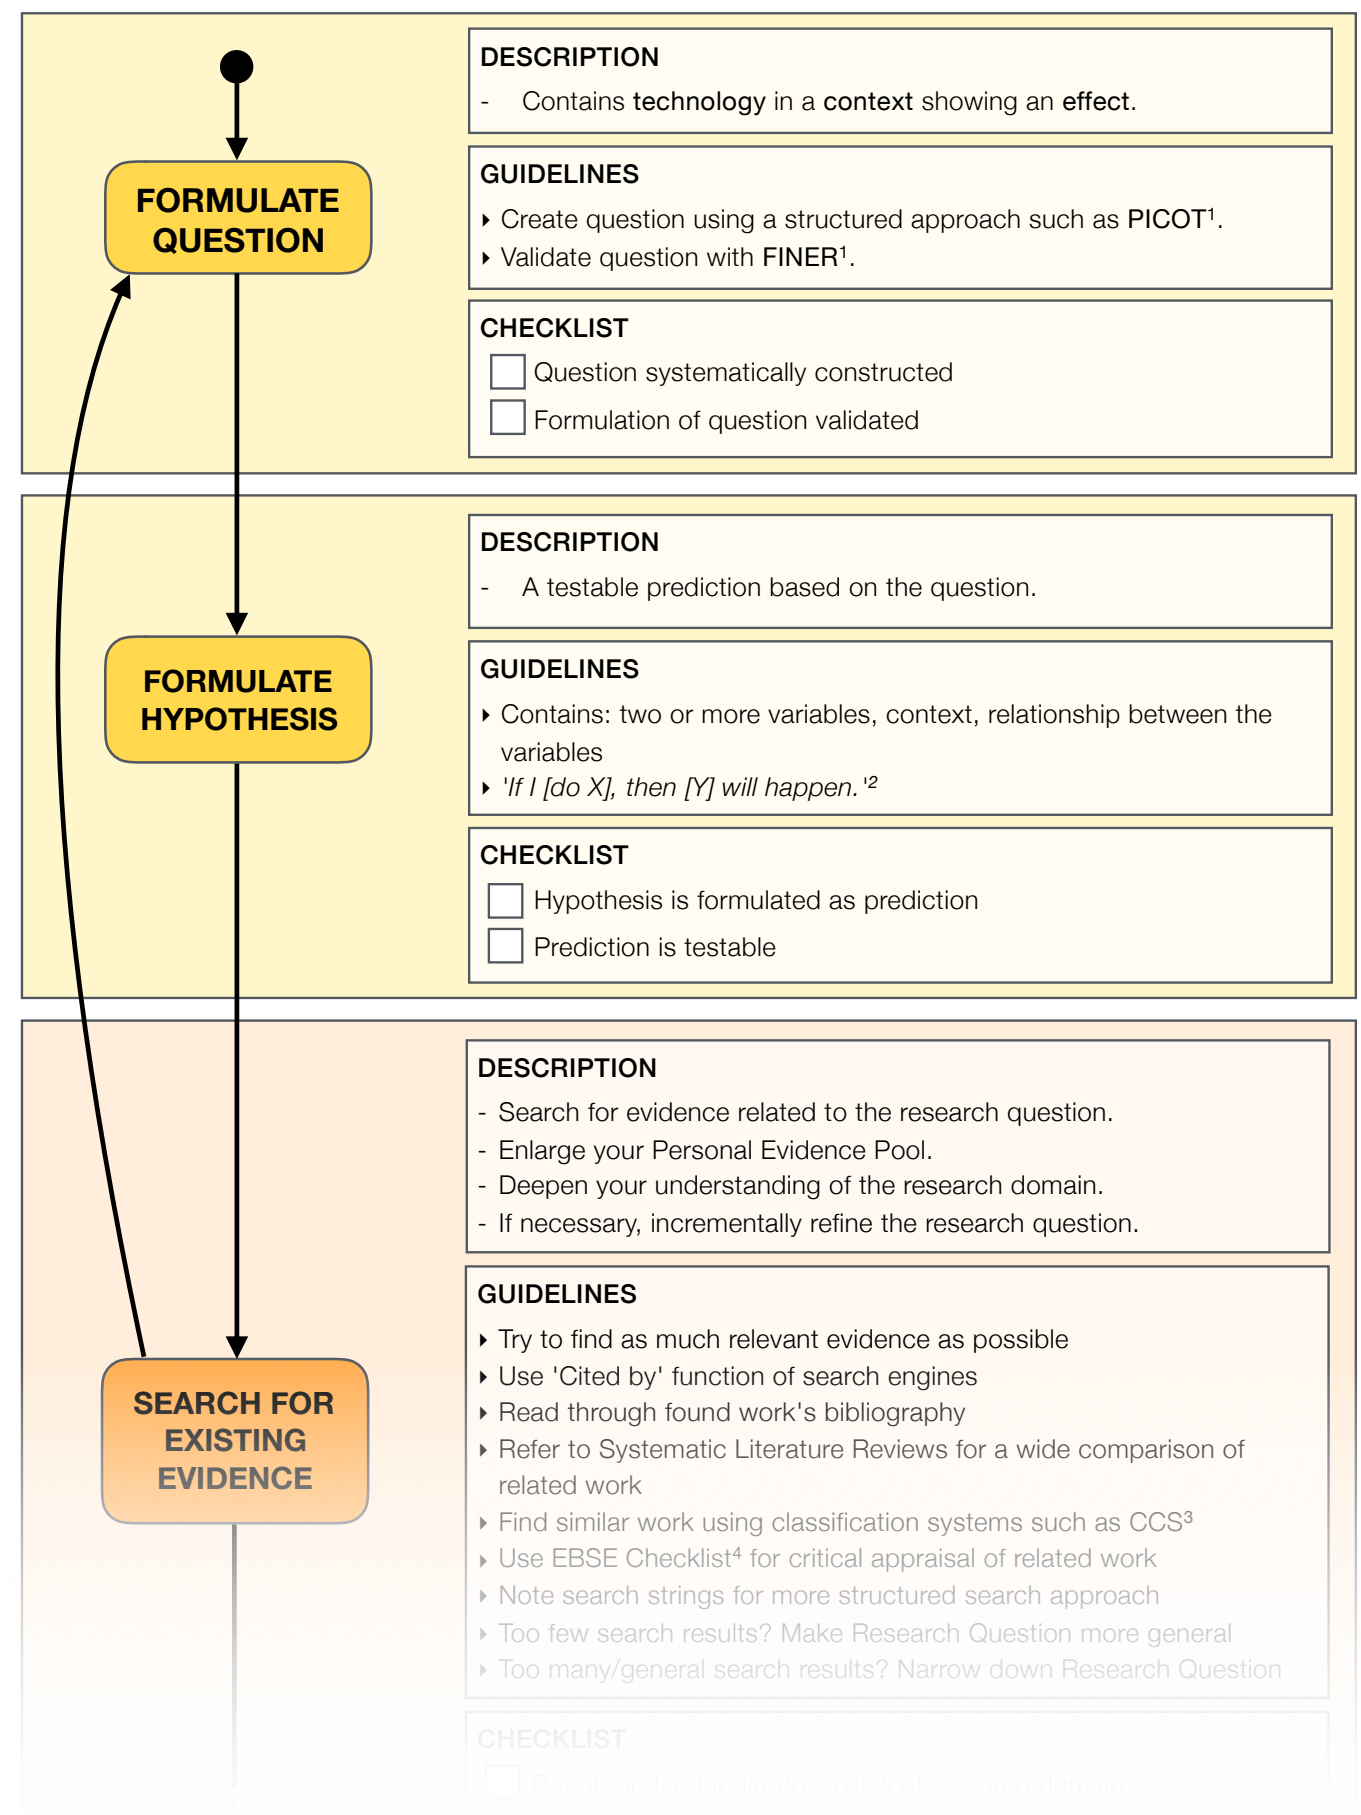 FORMULATE
QUESTION
DESCRIPTION
- Contains technology in a context showing an effect.
GUIDELINES
‣ Create question using a structured approach such as PICOT¹.
‣ Validate question with FINER¹.
CHECKLIST
Question systematically constructed
Formulation of question validated
FORMULATE
HYPOTHESIS
DESCRIPTION
- A testable prediction based on the question.
GUIDELINES
‣ Contains: two or more variables, context, relationship between the
variables
‣ 'If I [do X], then [Y] will happen.'²
CHECKLIST
Hypothesis is formulated as prediction
Prediction is testable
SEARCH FOR
EXISTING
EVIDENCE
DESCRIPTION
- Search for evidence related to the research question.
- Enlarge your Personal Evidence Pool.
- Deepen your understanding of the research domain.
- If necessary, incrementally refine the research question.
GUIDELINES
‣ Try to find as much relevant evidence as possible
‣ Use 'Cited by' function of search engines
‣ Read through found work's bibliography
‣ Refer to Systematic Literature Reviews for a wide comparison of
related work
‣ Find similar work using classification systems such as CCS³
‣ Use EBSE Checklist⁴ for critical appraisal of related work
‣ Note search strings for more structured search approach
‣ Too few search results? Make Research Question more general
‣ Too many/general search results? Narrow down Research Question
CHECKLIST
Rough understanding/overview of research domain